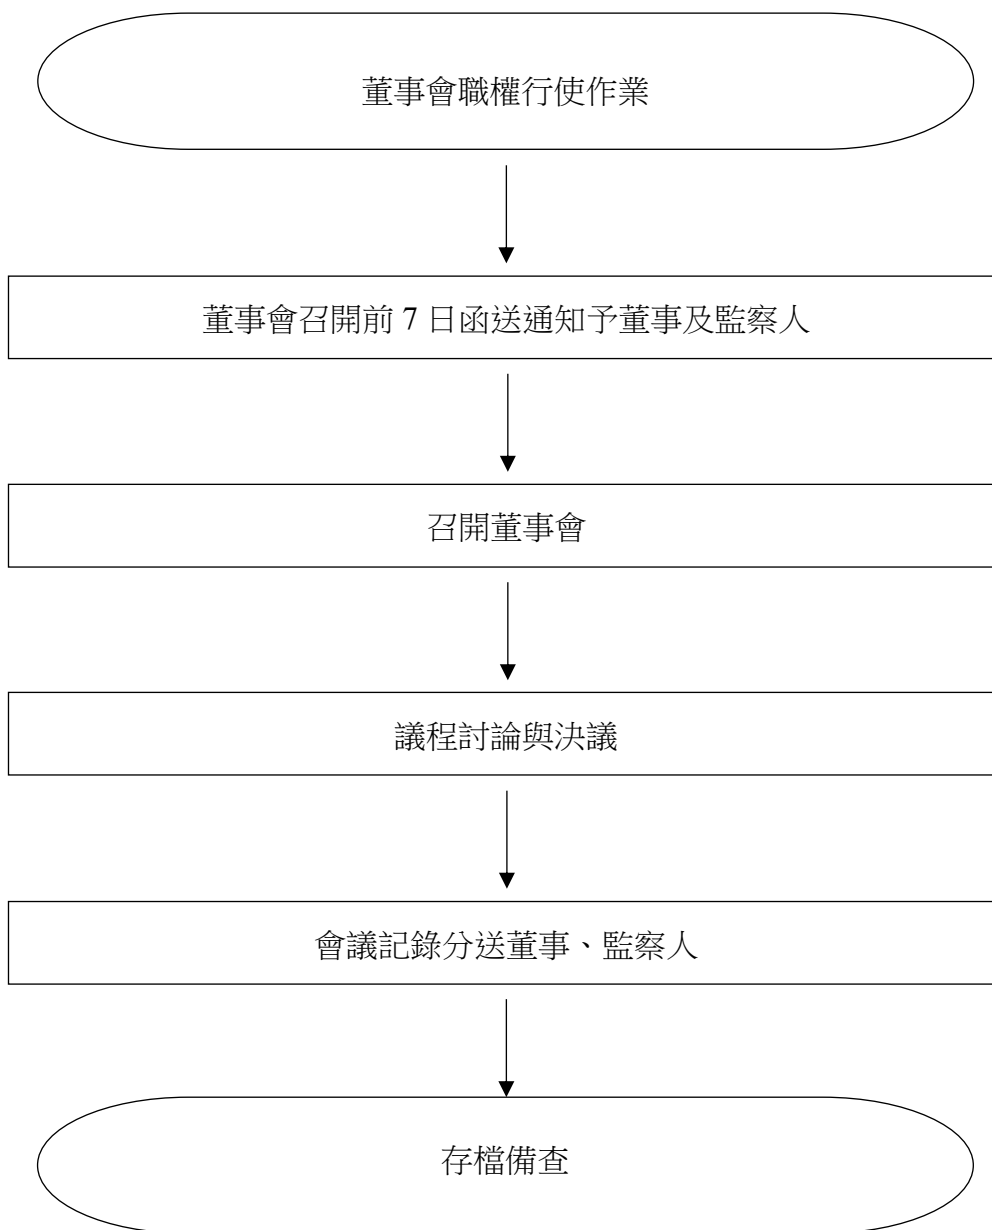 董事會職權行使作業
董事會召開前 7 日函送通知予董事及監察人
召開董事會
議程討論與決議
會議記錄分送董事、監察人
存檔備查